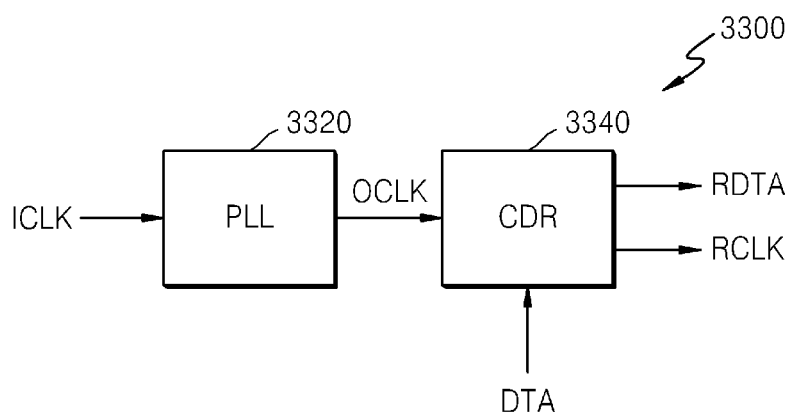 3300
3320
3340
ICLK
PLL
OCLK
CDR
RDTA
RCLK
DTA